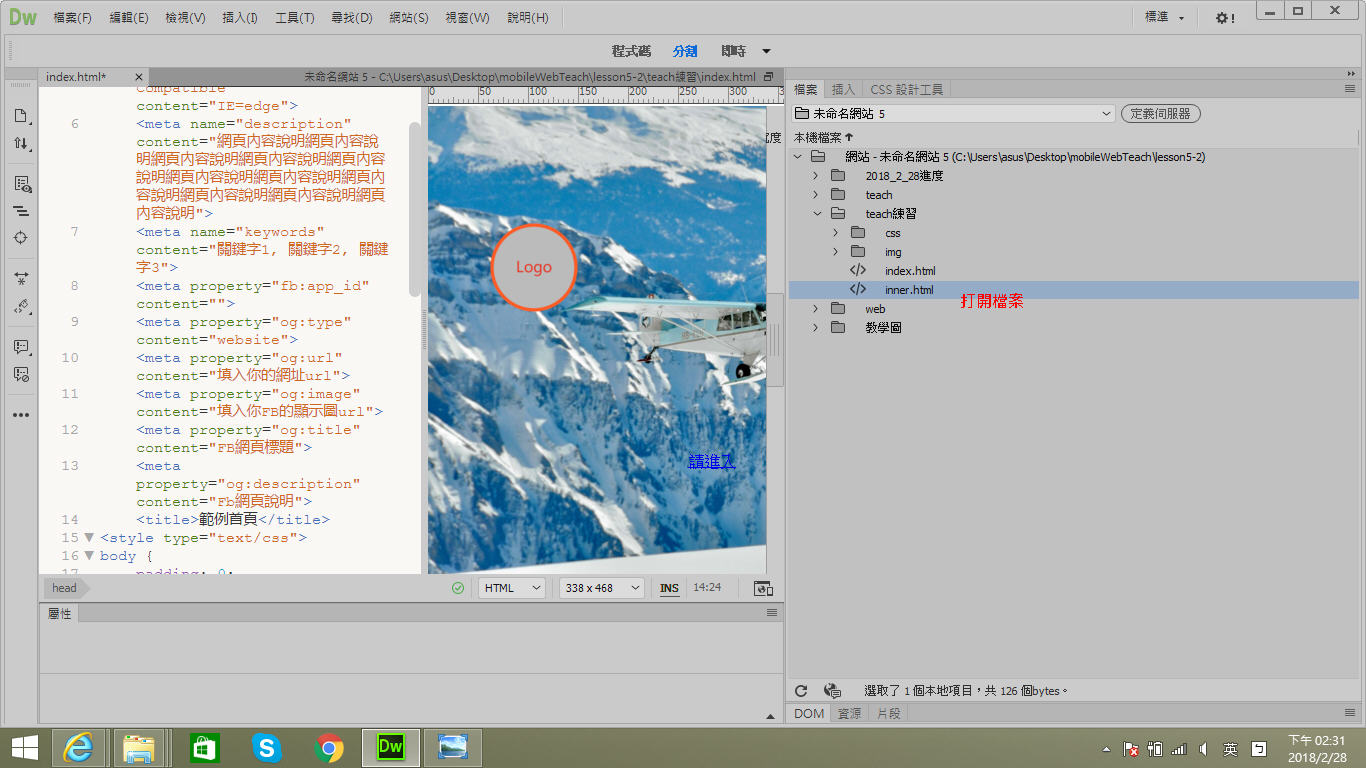 Dw 檔案(F) 編輯(E) 檢視(V) 插入(I) 工具(T) 尋找(D) 網站(S) 視窗(W) 說明(H) 標準
程式碼 分割 即時
index.html* 未命名網站 5 - C:\Users\asus\Desktop\mobileWebTeach\lesson5-2\teach練習\index.html
Compatible
content="IE=edge">
6 <meta name="description"
content="網頁內容說明網頁內容說
明網頁內容說明網頁內容說明網頁內容
說明網頁內容說明網頁內容說明網頁內
容說明網頁內容說明網頁內容說明網頁
內容說明">
7 <meta name="keywords"
content="關鍵字1, 關鍵字2, 關鍵
字3">
8 <meta property="fb:app_id"
content="">
9 <meta property="og:type"
content="website">
10 <meta property="og:url"
content="填入你的網址url">
11 <meta property="og:image"
content="填入你FB的顯示圖url">
12 <meta property="og:title"
content="FB網頁標題">
13 <meta
property="og:description"
content="Fb網頁說明">
14 <title>範例首頁</title>
15 <style type="text/css">
16 body {
17 padding: 0;
0 50 100 150 200 250 300
寬度
Logo
請進入
head HTML 338 x 468 INS 14:24
屬性
檔案 插入 CSS 設計工具
未命名網站 5 定義伺服器
本機檔案
網站 - 未命名網站 5 (C:\Users\asus\Desktop\mobileWebTeach\lesson5-2)
2018_2_28進度
teach
teach練習
css
img
index.html
inner.html
打開檔案
web
教學圖
選取了 1 個本地項目，共 126 個bytes。
DOM 資源 片段
Dw
英
下午 02:31
2018/2/28